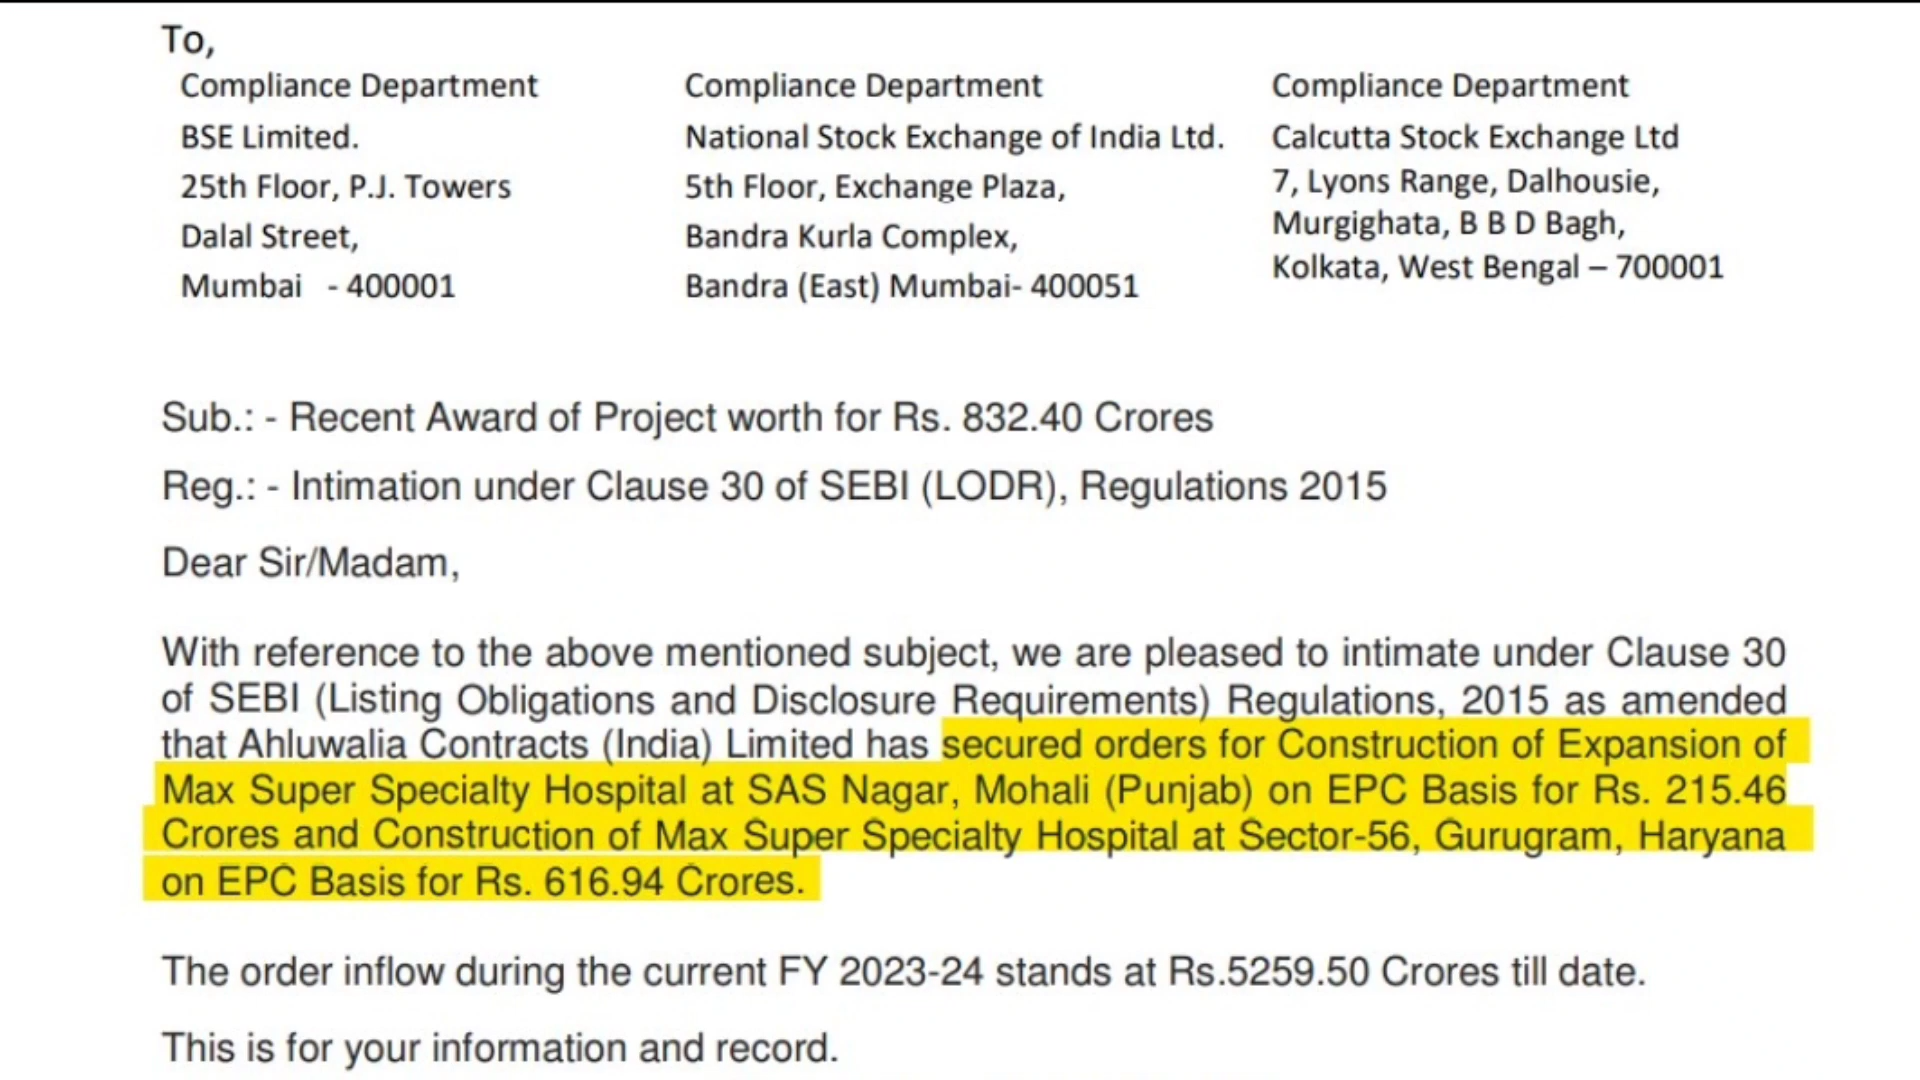 To,
Compliance Department
BSE Limited.
25th Floor, P.J. Towers
Dalal Street,
Mumbai - 400001
Compliance Department
National Stock Exchange of India Ltd.
5th Floor, Exchange Plaza,
Bandra Kurla Complex,
Bandra (East) Mumbai- 400051
Compliance Department
Calcutta Stock Exchange Ltd
7, Lyons Range, Dalhousie,
Murgighata, B B D Bagh,
Kolkata, West Bengal – 700001
Sub.: - Recent Award of Project worth for Rs. 832.40 Crores
Reg.: - Intimation under Clause 30 of SEBI (LODR), Regulations 2015
Dear Sir/Madam,
With reference to the above mentioned subject, we are pleased to intimate under Clause 30
of SEBI (Listing Obligations and Disclosure Requirements) Regulations, 2015 as amended
that Ahluwalia Contracts (India) Limited has secured orders for Construction of Expansion of
Max Super Specialty Hospital at SAS Nagar, Mohali (Punjab) on EPC Basis for Rs. 215.46
Crores and Construction of Max Super Specialty Hospital at Sector-56, Gurugram, Haryana
on EPC Basis for Rs. 616.94 Crores.
The order inflow during the current FY 2023-24 stands at Rs.5259.50 Crores till date.
This is for your information and record.